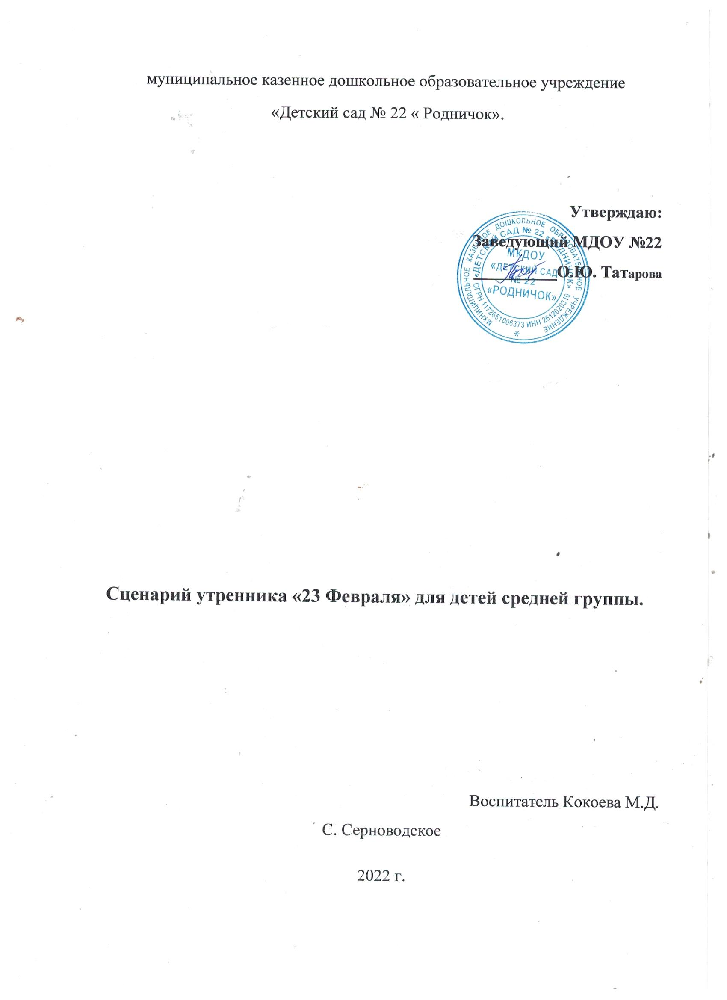 муниципальное казенное дошкольное образовательное учреждение
«Детский сад № 22 « Родничок».
Утверждаю:
Заведующий МДОУ №22
О.Ю. Татарова
МУНИЦИПАЛЬНОЕ КАЗЕННОЕ ДОШКОЛЬНОЕ ОБРАЗОВАТЕЛЬНОЕ УЧРЕЖДЕНИЕ
«ДЕТСКИЙ САД № 22 «РОДНИЧОК»
ОГРН 1172651006373 ИНН 2612020310
МКДОУ
«ДЕТСКИЙ САД
№ 22
«РОДНИЧОК»
Сценарий утренника «23 Февраля» для детей средней группы.
Воспитатель Кокоева М.Д.
С. Серноводское
2022 г.